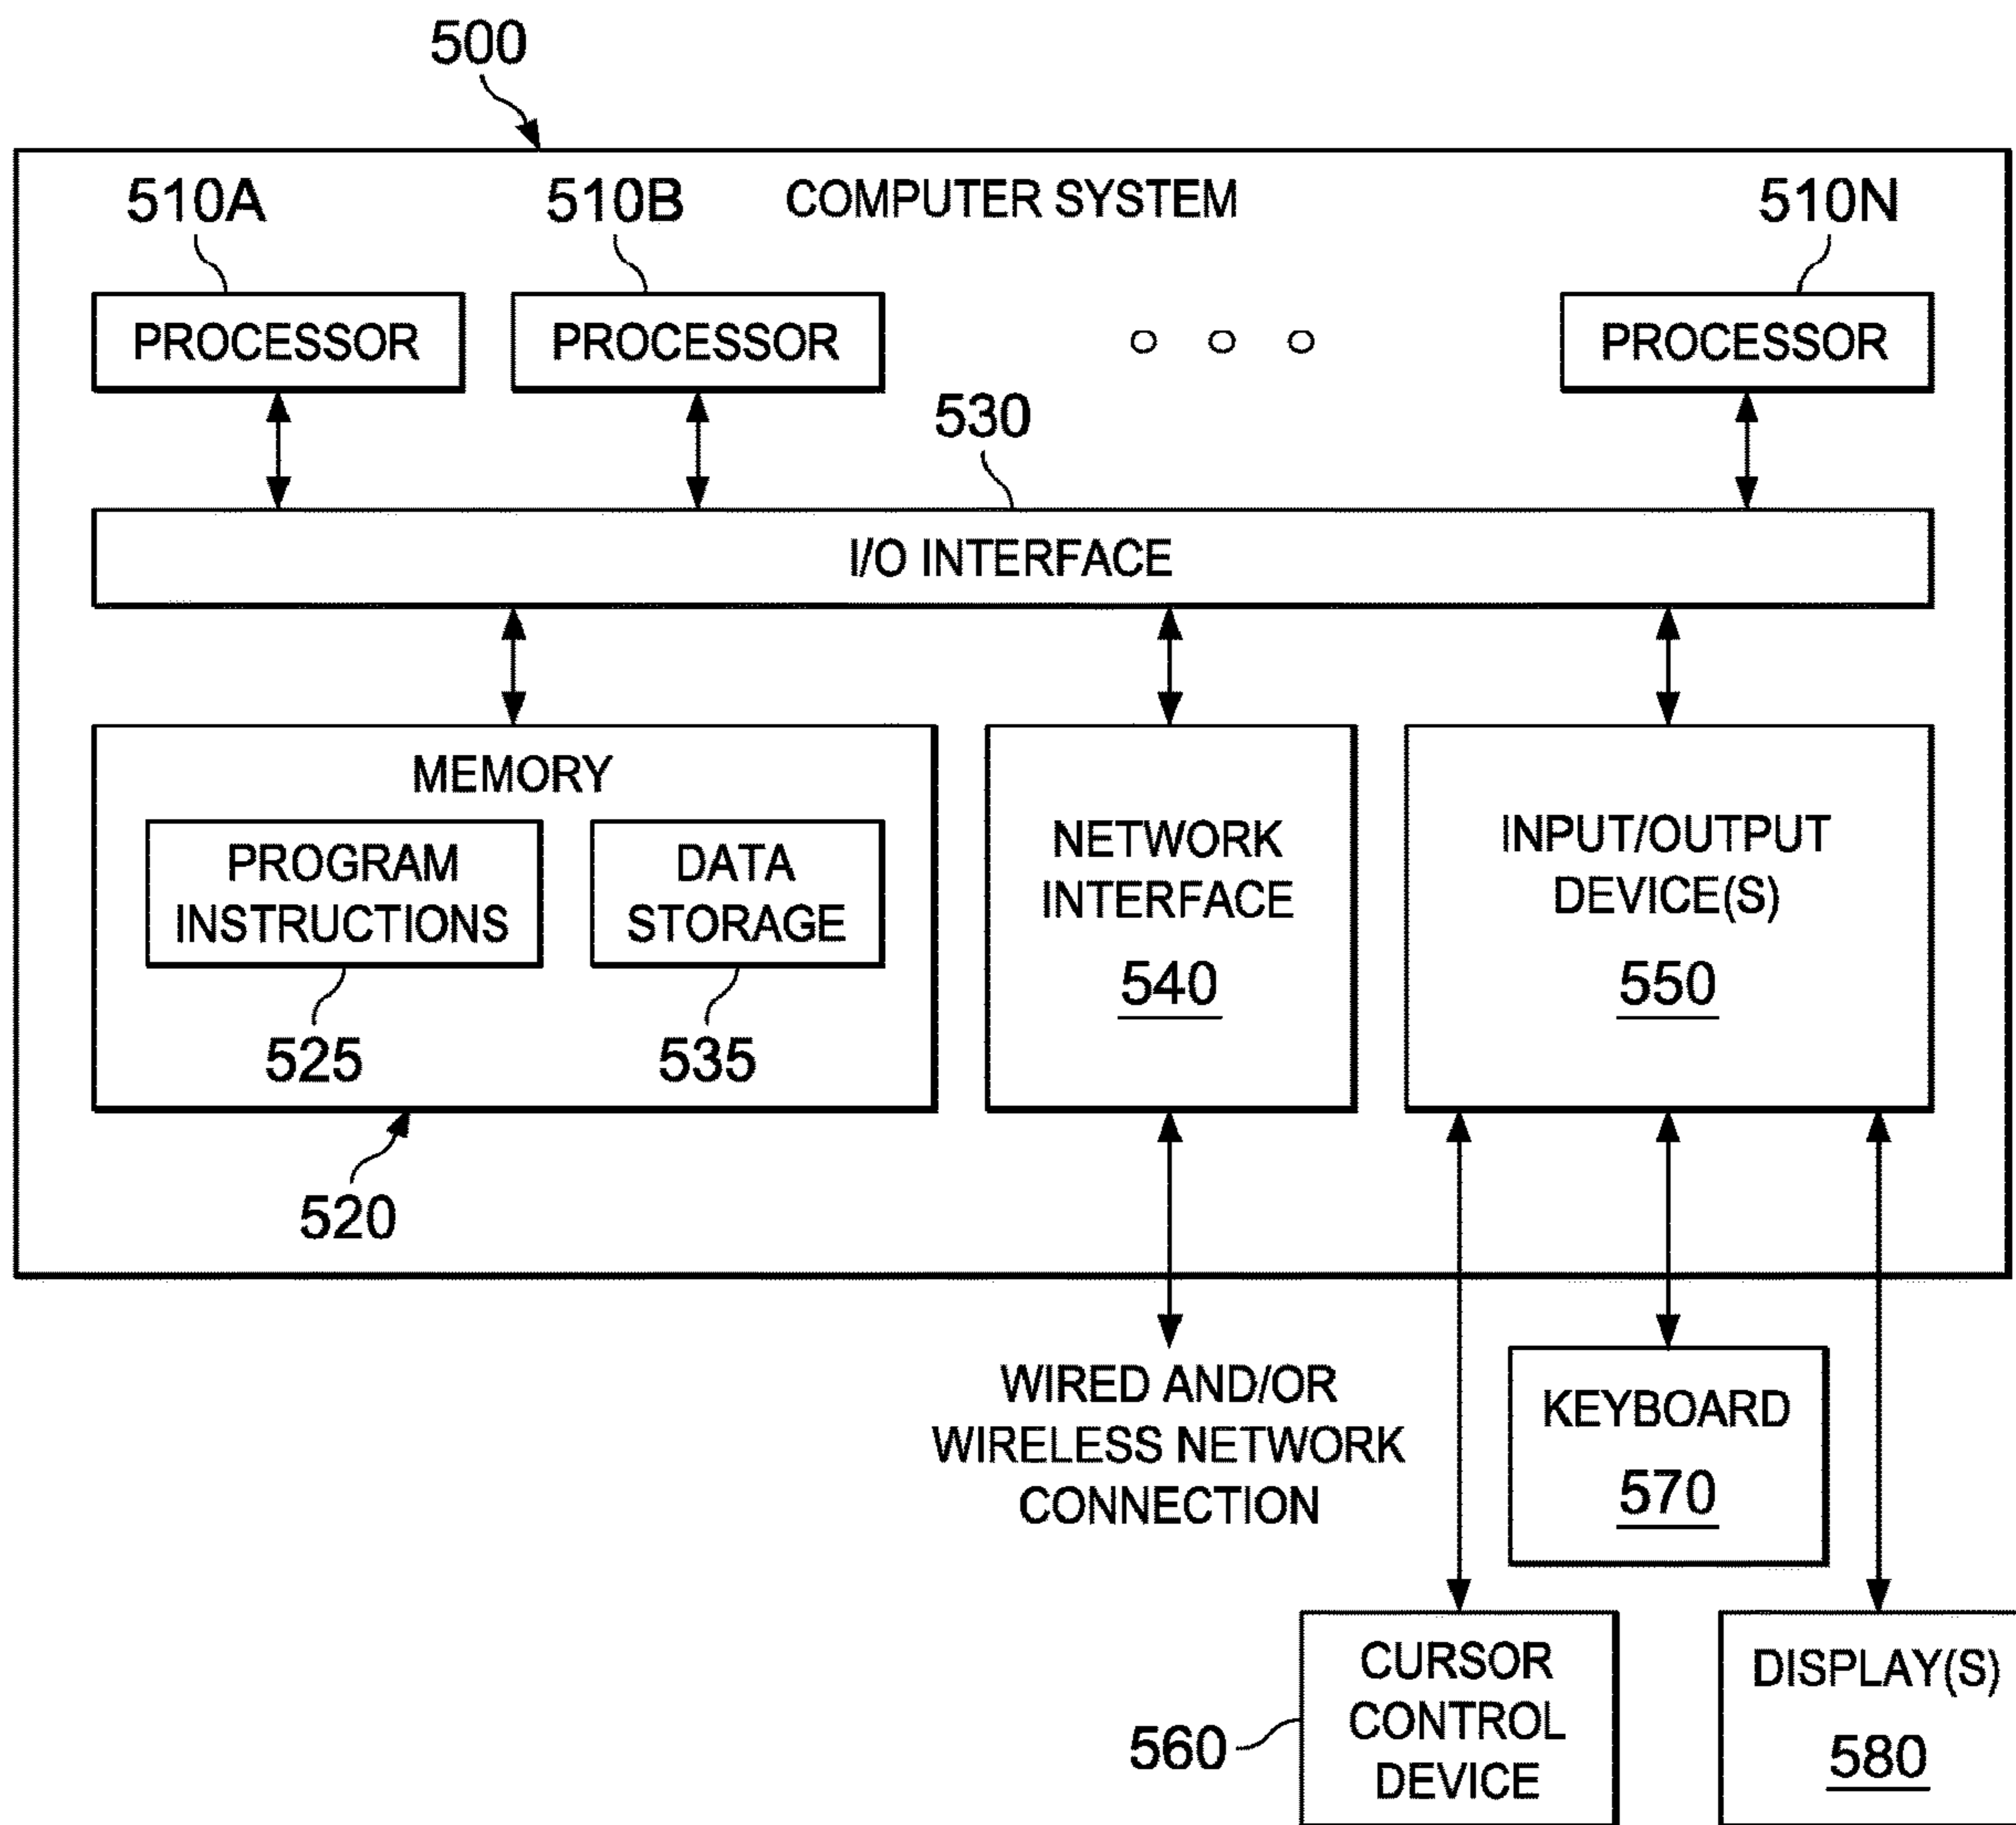 500
510A
510B
COMPUTER SYSTEM
510N
PROCESSOR
PROCESSOR
PROCESSOR
530
I/O INTERFACE
MEMORY
PROGRAM
INSTRUCTIONS
525
DATA
STORAGE
535
520
NETWORK
INTERFACE
540
INPUT/OUTPUT
DEVICE(S)
550
WIRED AND/OR
WIRELESS NETWORK
CONNECTION
KEYBOARD
570
560
CURSOR
CONTROL
DEVICE
DISPLAY(S)
580